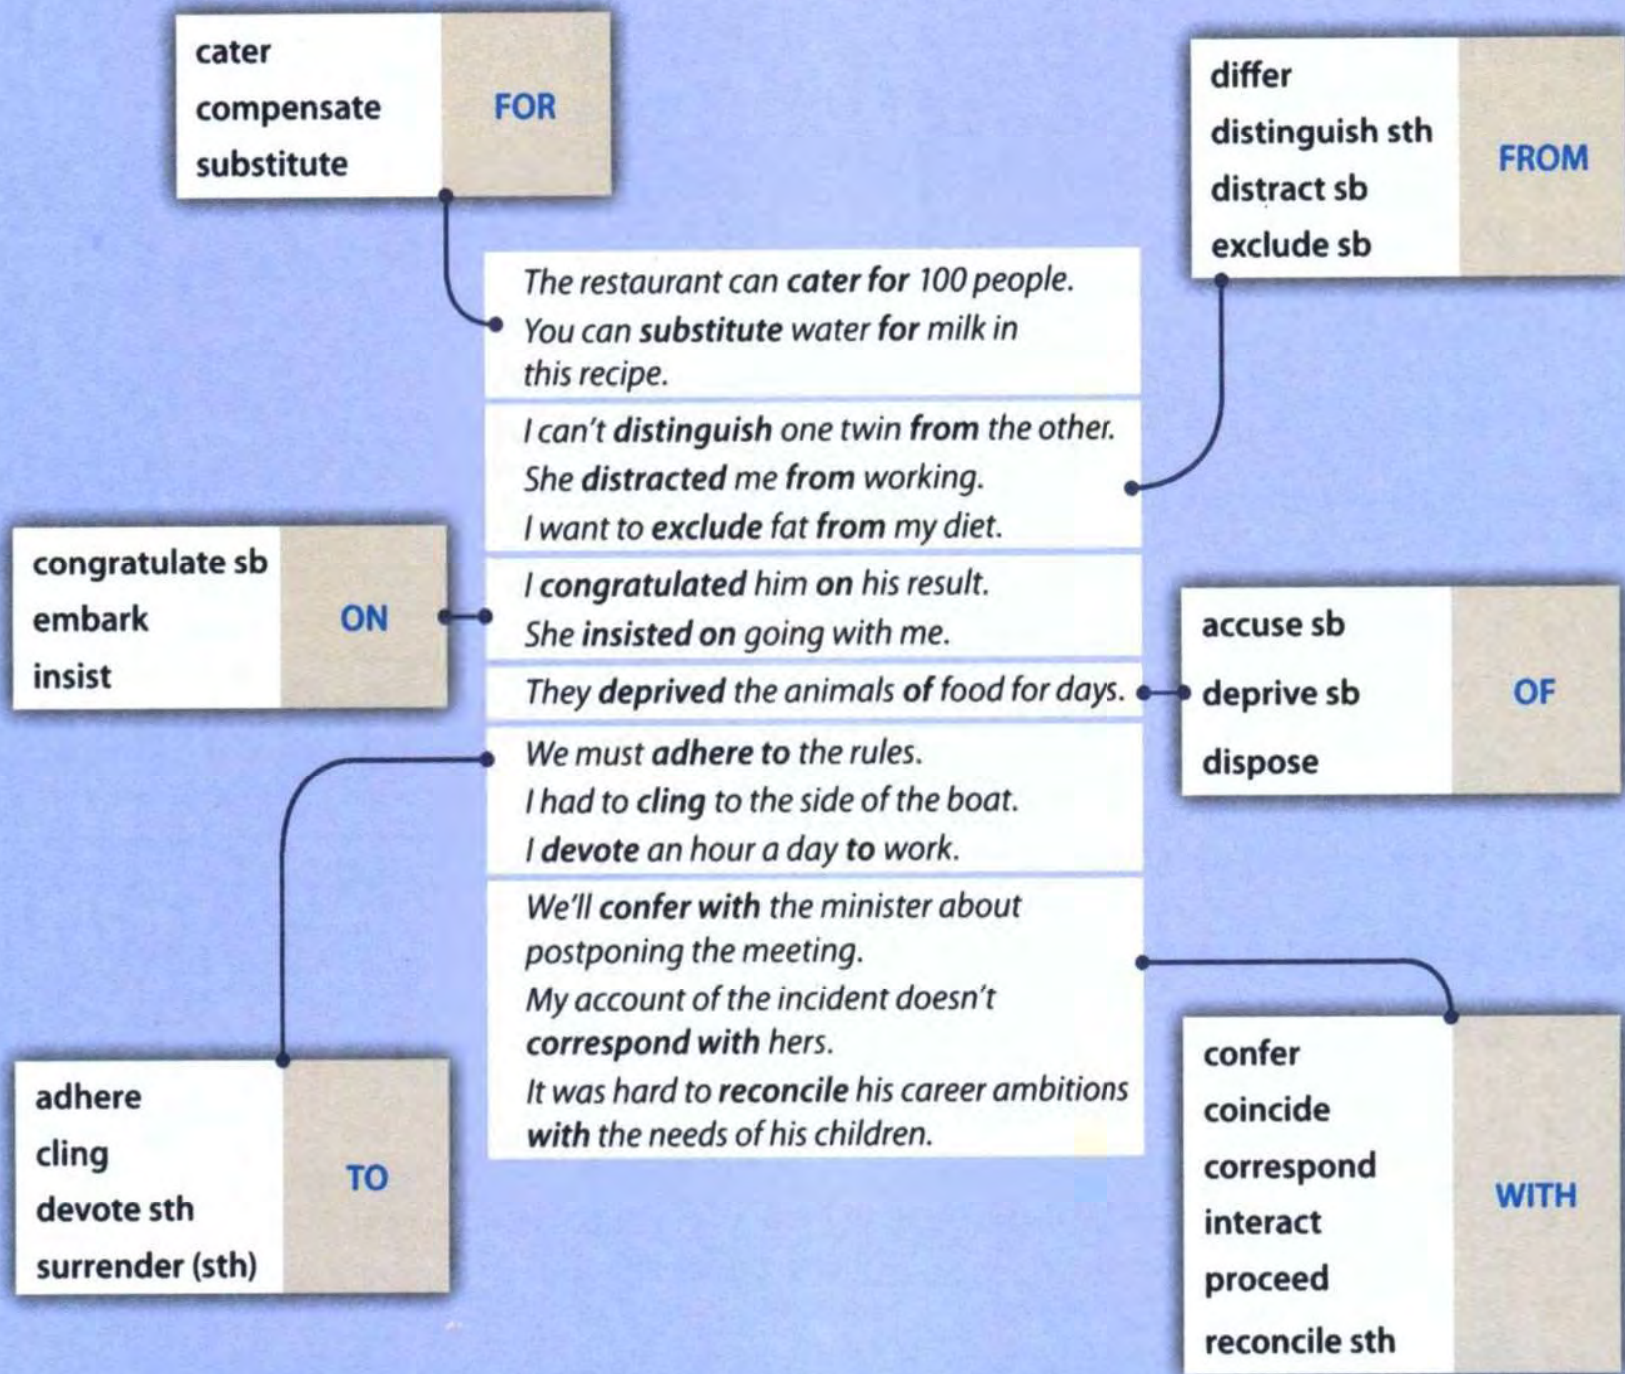 cater
compensate
substitute
FOR
differ
distinguish sth
distract sb
exclude sb
FROM
The restaurant can cater for 100 people.
You can substitute water for milk in
this recipe.
I can't distinguish one twin from the other.
She distracted me from working.
I want to exclude fat from my diet.
congratulate sb
embark
insist
ON
I congratulated him on his result.
She insisted on going with me.
They deprived the animals of food for days.
accuse sb
deprive sb
dispose
OF
We must adhere to the rules.
I had to cling to the side of the boat.
I devote an hour a day to work.
We'll confer with the minister about
postponing the meeting.
My account of the incident doesn't
correspond with hers.
It was hard to reconcile his career ambitions
with the needs of his children.
adhere
cling
devote sth
surrender (sth)
TO
confer
coincide
correspond
interact
proceed
reconcile sth
WITH